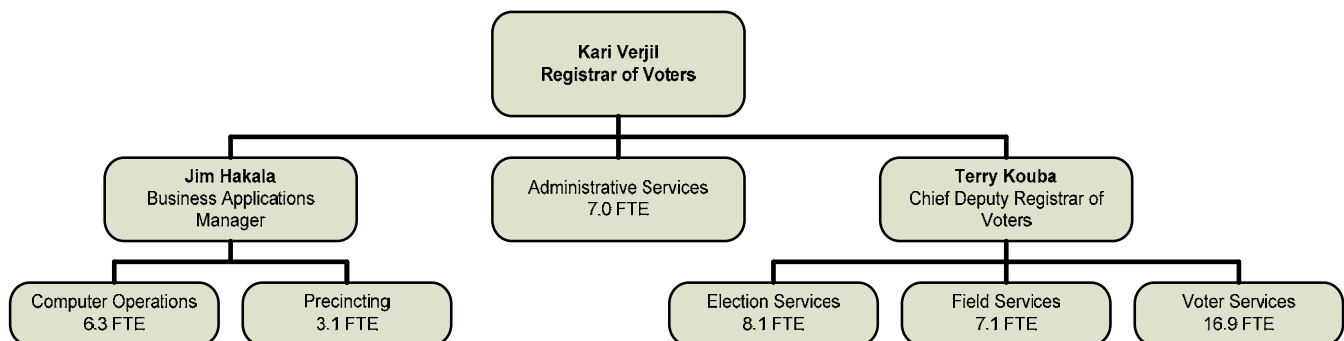 Kari Verjil
Registrar of Voters
Jim Hakala
Business Applications
Manager
Administrative Services
7.0 FTE
Terry Kouba
Chief Deputy Registrar of
Voters
Computer Operations
6.3 FTE
Precincting
3.1 FTE
Election Services
8.1 FTE
Field Services
7.1 FTE
Voter Services
16.9 FTE